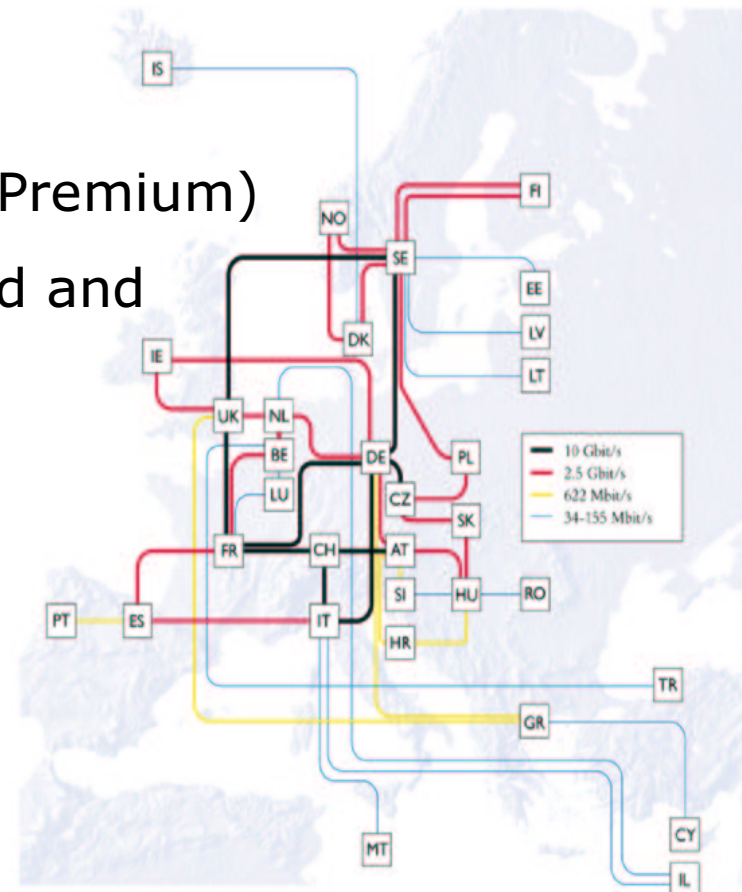 IS
Premium)
FI
NO
d and
SE
EE
DK
LV
IE
LT
UK
NL
BE
DE
PL
10 Gbit/s
2.5 Gbit/s
622 Mbit/s
34-155 Mbit/s
LU
CZ
SK
FR
CH
AT
SI
HU
RO
PT
ES
IT
HR
TR
GR
CY
MT
IL